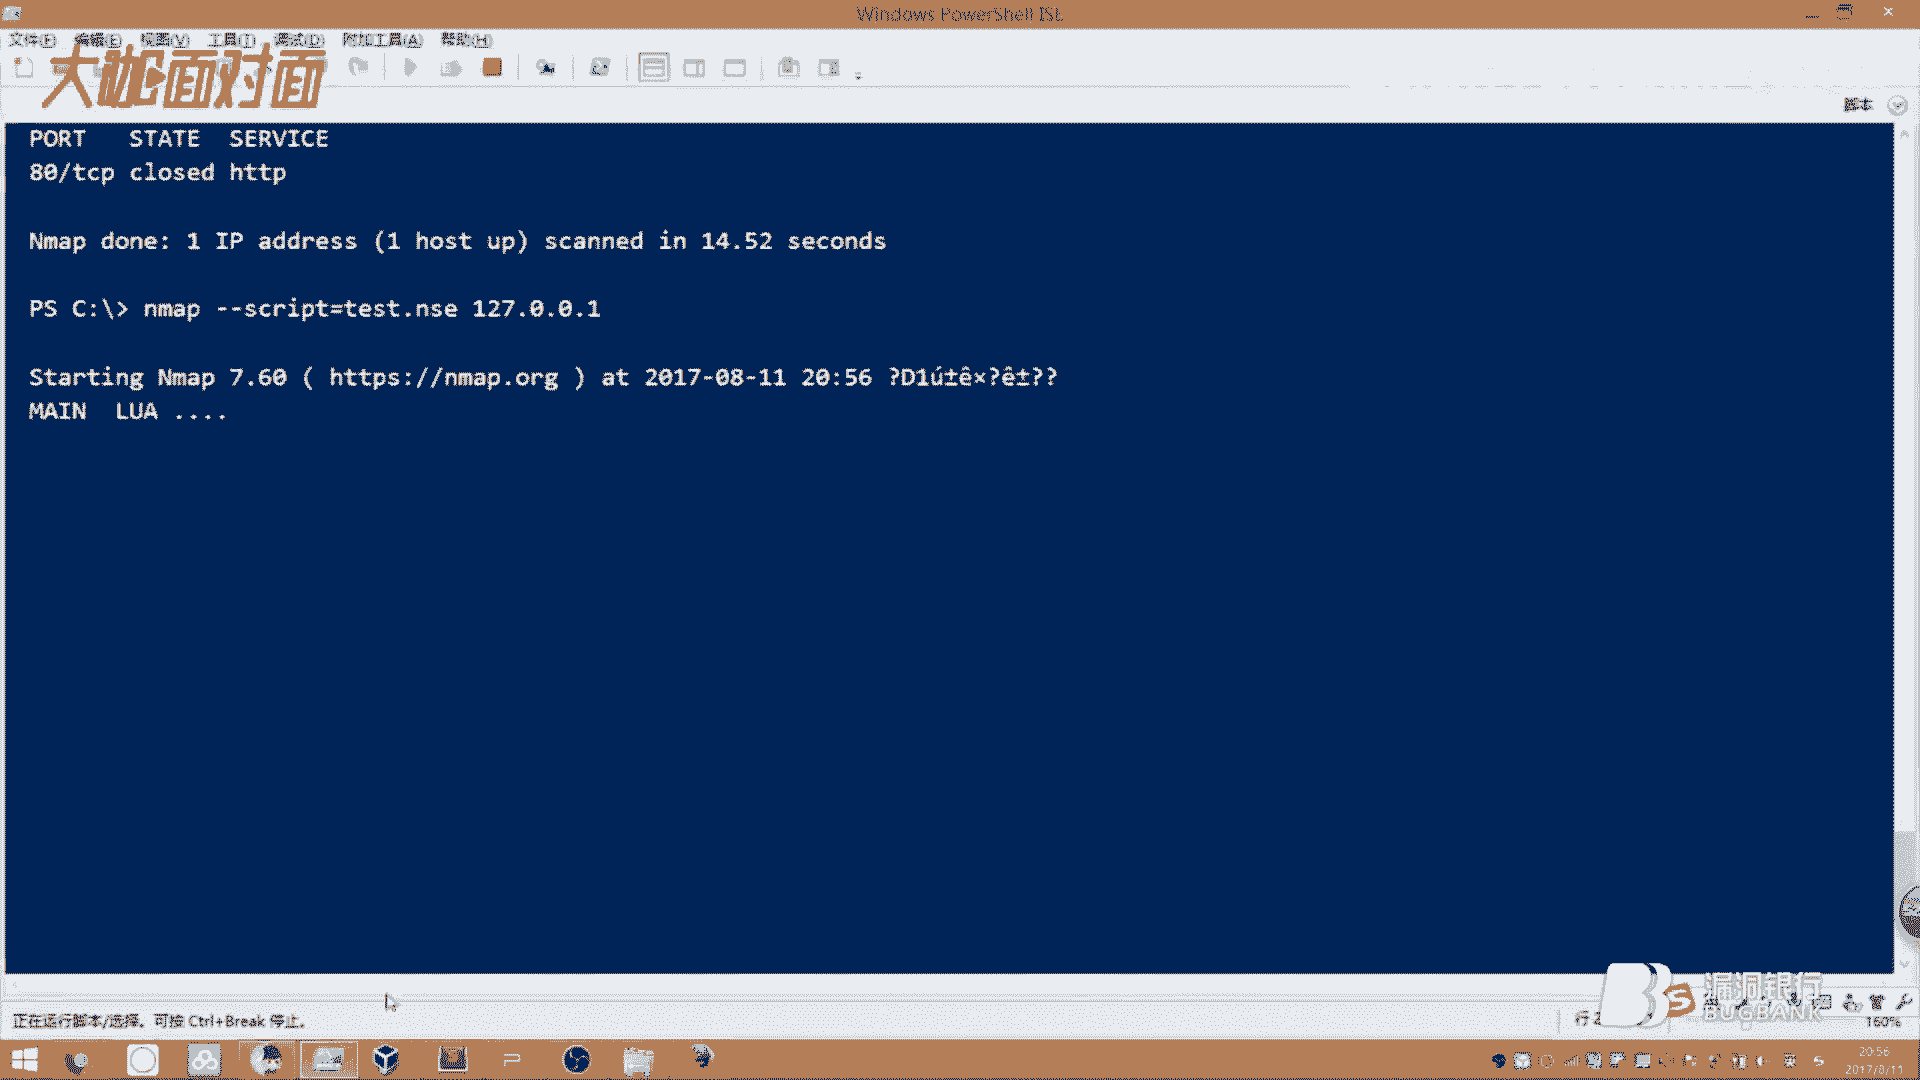 Windows PowerShell ISE
文件(F) 编辑(E) 视图(V) 工具(T) 调试(D) 附加工具(A) 帮助(H)
大咖面对面
脚本
PORT   STATE  SERVICE
80/tcp closed http
Nmap done: 1 IP address (1 host up) scanned in 14.52 seconds
PS C:\> nmap --script=test.nse 127.0.0.1
Starting Nmap 7.60 ( https://nmap.org ) at 2017-08-11 20:56 ?D1ú±ê×?ê±??
MAIN  LUA ....
漏洞银行
BUGBANK
正在运行脚本/选择。可按 Ctrl+Break 停止。
行
160%
20:56
2017/8/11